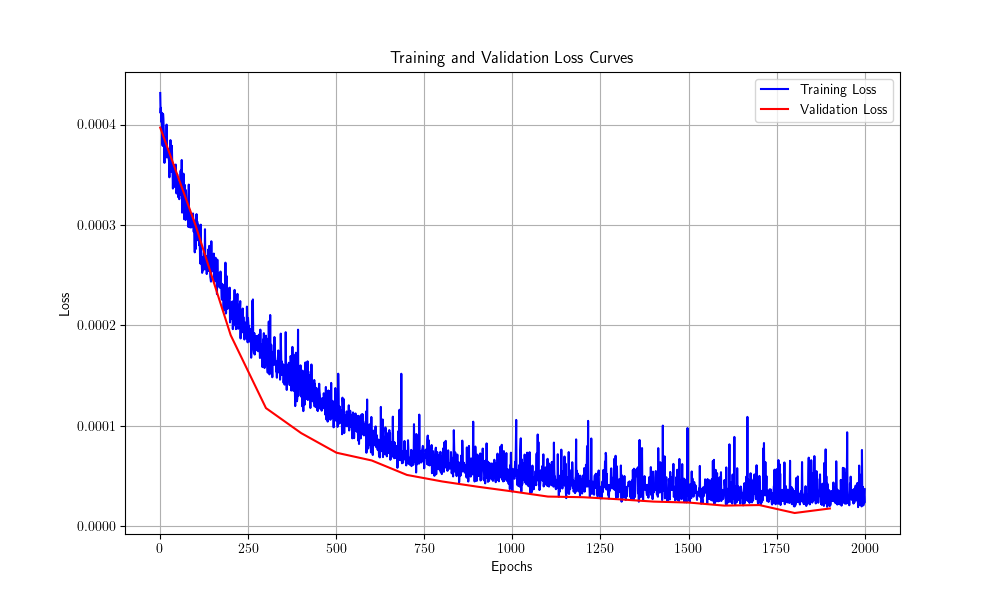 Training and Validation Loss Curves
Training Loss
Validation Loss
0.0004
0.0003
0.0002
0.0001
0.0000
Loss
0 250 500 750 1000 1250 1500 1750 2000
Epochs